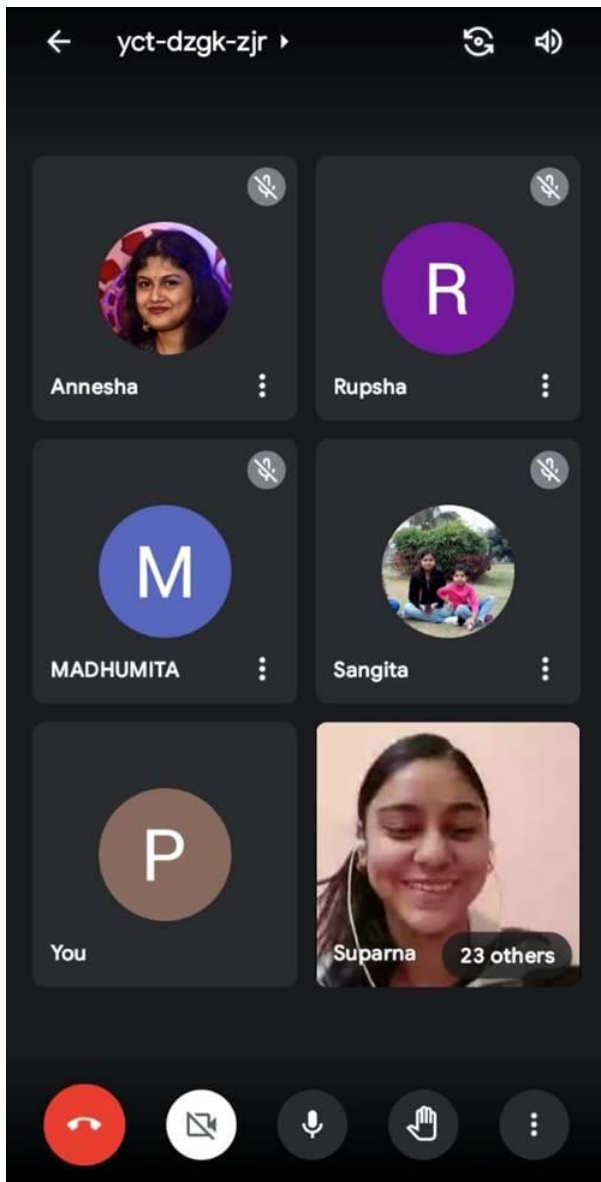 yct-dzgk-zjr
R
Annesha
Rupsha
M
MADHUMITA
Sangita
P
You
Suparna
23 others